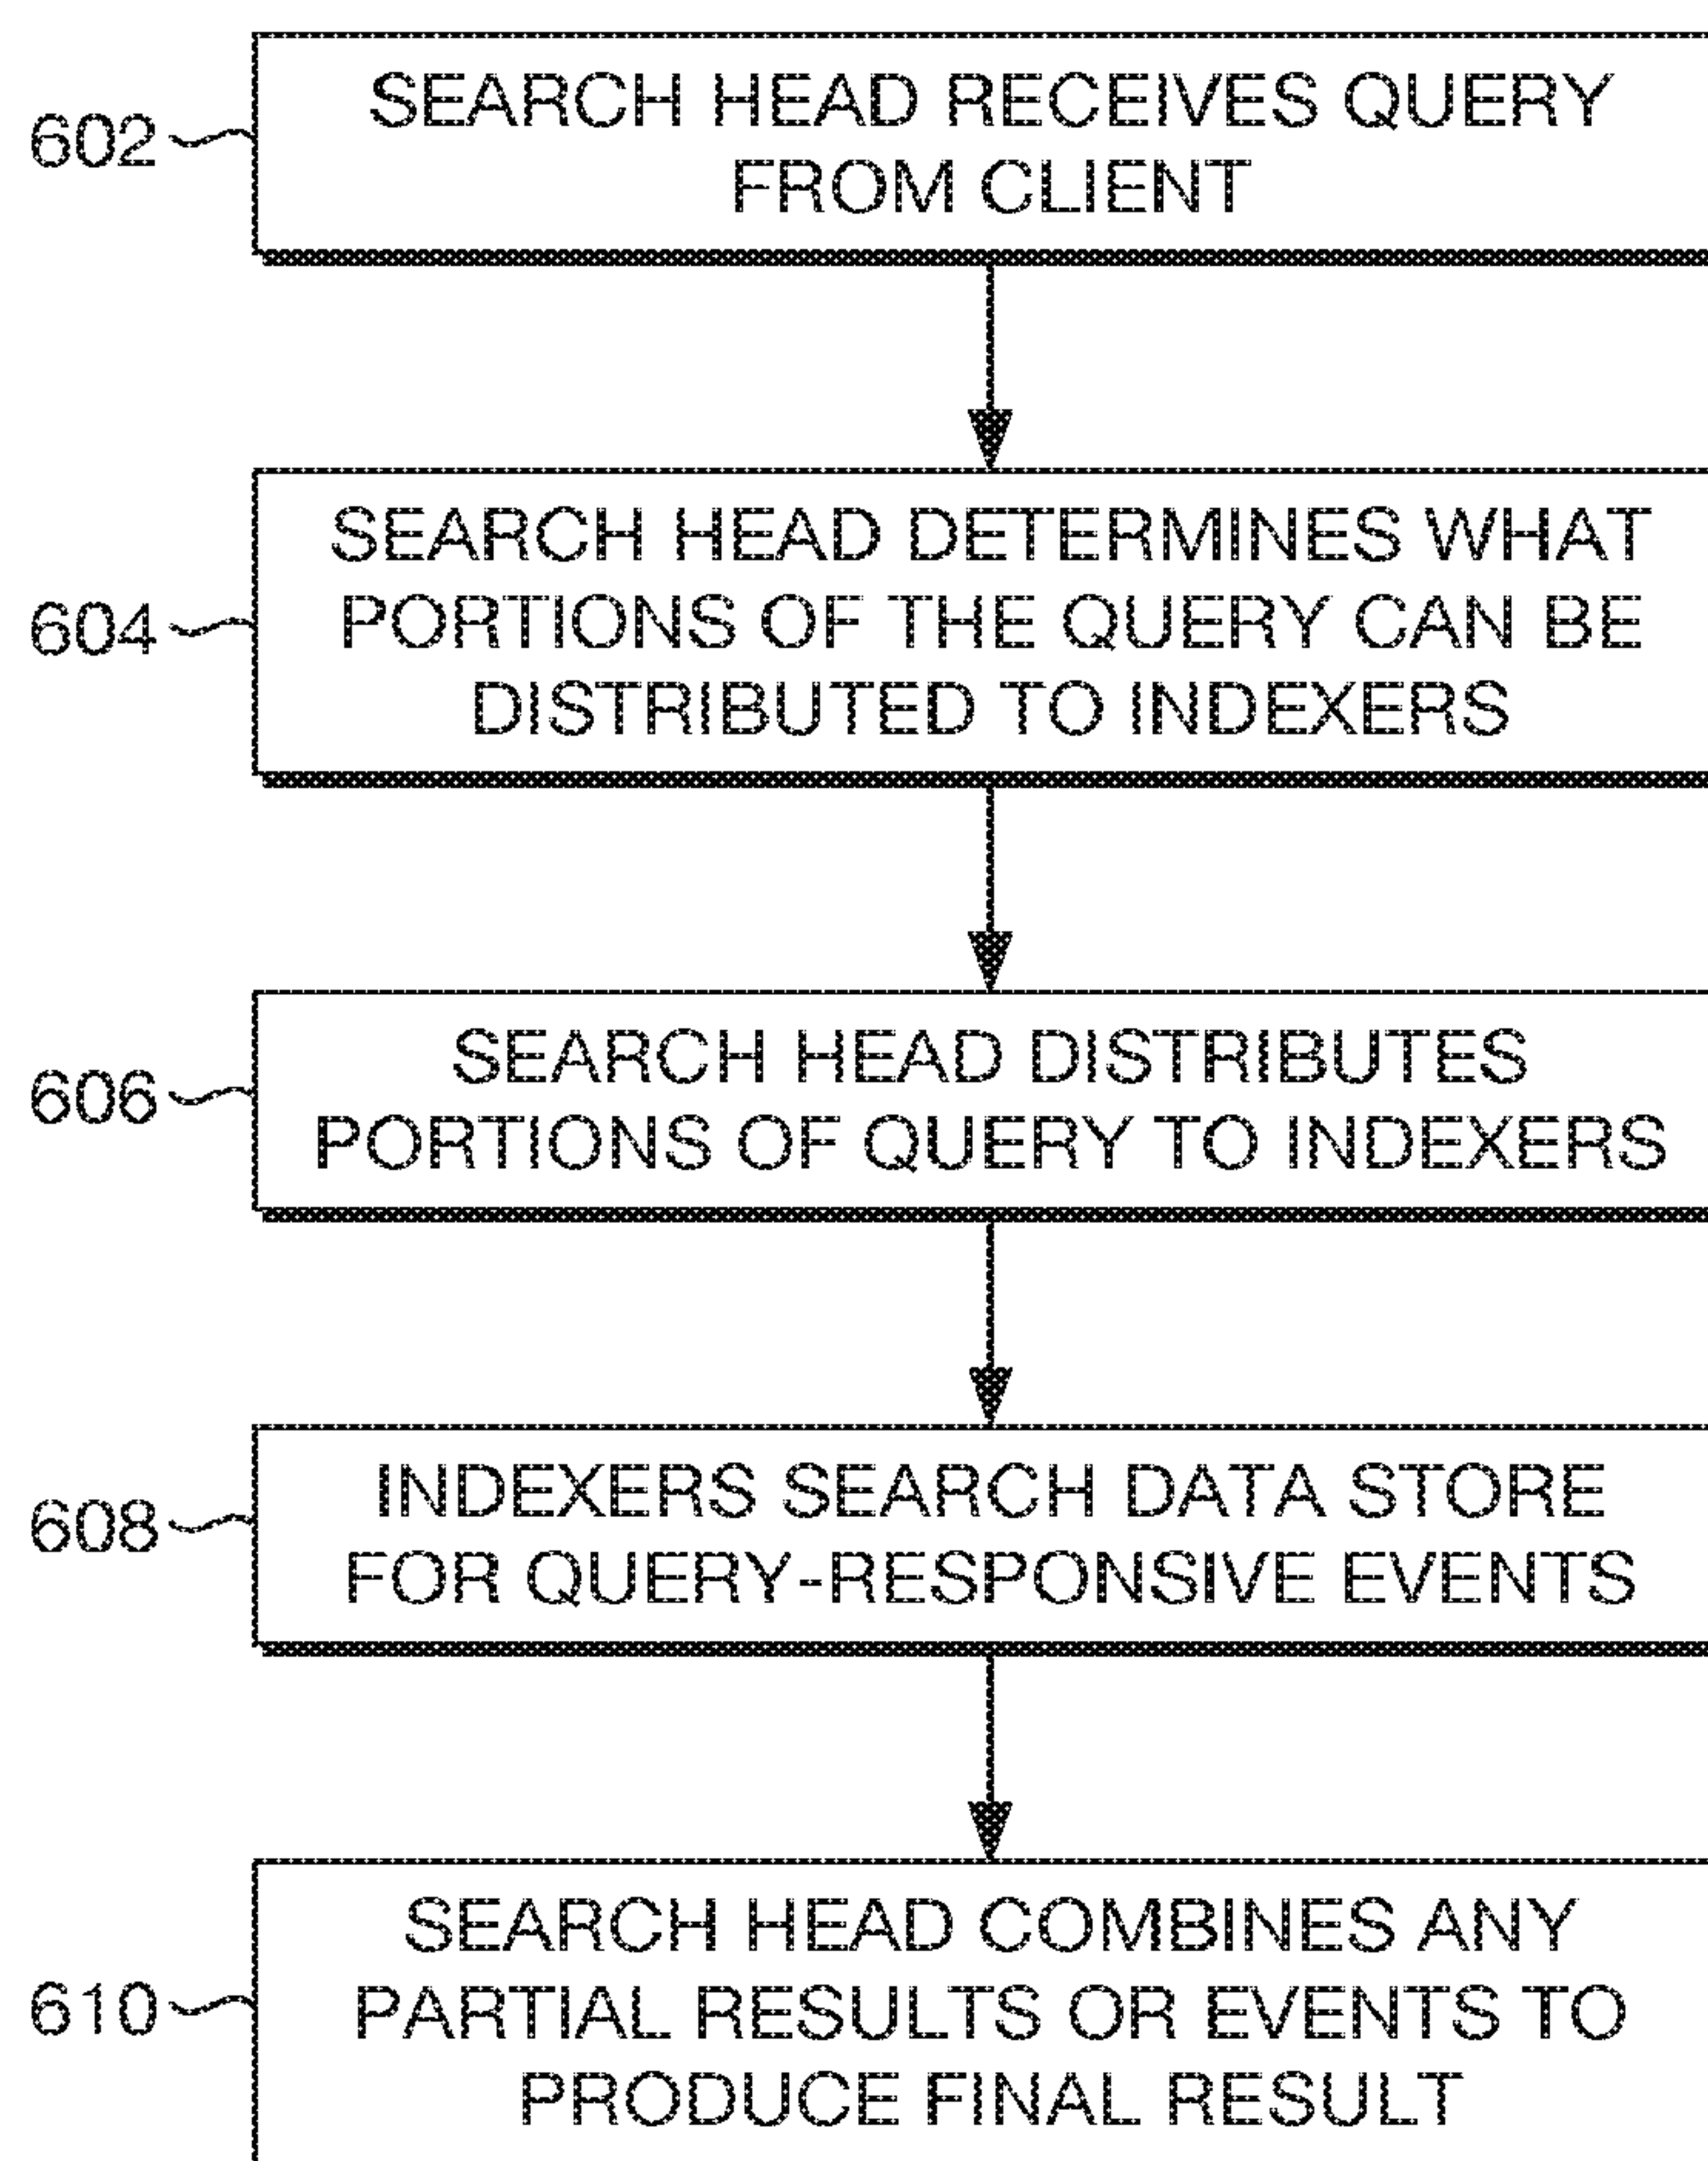 602
SEARCH HEAD RECEIVES QUERY
FROM CLIENT
604
SEARCH HEAD DETERMINES WHAT
PORTIONS OF THE QUERY CAN BE
DISTRIBUTED TO INDEXERS
606
SEARCH HEAD DISTRIBUTES
PORTIONS OF QUERY TO INDEXERS
608
INDEXERS SEARCH DATA STORE
FOR QUERY-RESPONSIVE EVENTS
610
SEARCH HEAD COMBINES ANY
PARTIAL RESULTS OR EVENTS TO
PRODUCE FINAL RESULT